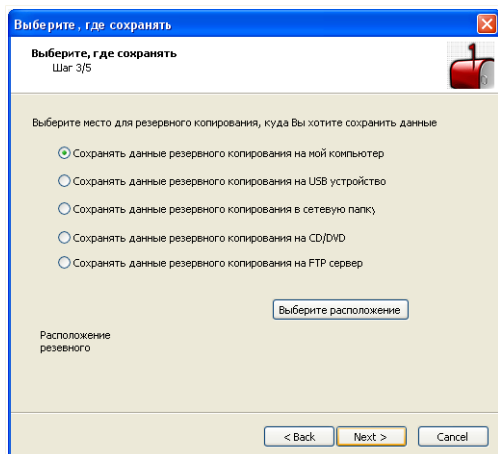 Выберите , где сохранять
Выберите, где сохранять
Шаг 3/5
Выберите место для резервного копирования, куда Вы хотите сохранить данные
Сохранять данные резервного копирования на мой компьютер
Сохранять данные резервного копирования на USB устройство
Сохранять данные резервного копирования в сетевую папку
Сохранять данные резервного копирования на CD/DVD
Сохранять данные резервного копирования на FTP сервер
Выберите расположение
Расположение
резевного
< Back Next > Cancel